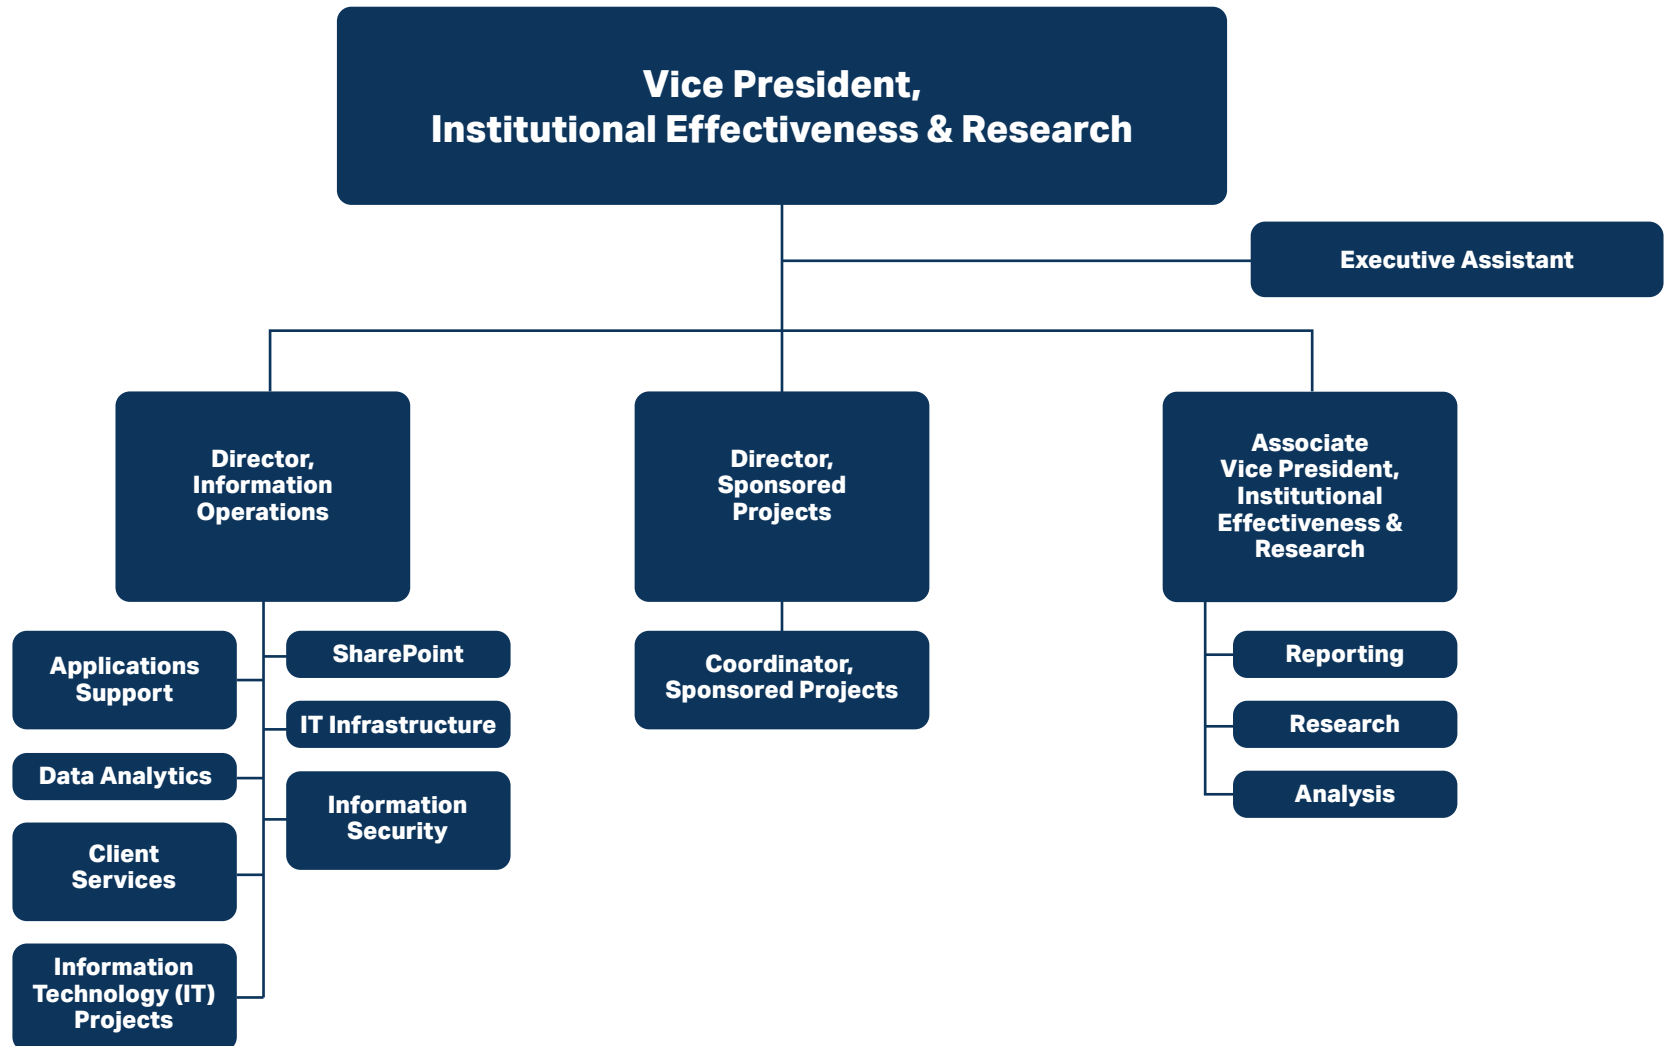 Vice President,
Institutional Effectiveness & Research
Executive Assistant
Director,
Information
Operations
Director,
Sponsored
Projects
Associate
Vice President,
Institutional
Effectiveness &
Research
Applications
Support
Data Analytics
Client
Services
Information
Technology (IT)
Projects
SharePoint
IT Infrastructure
Information
Security
Coordinator,
Sponsored Projects
Reporting
Research
Analysis